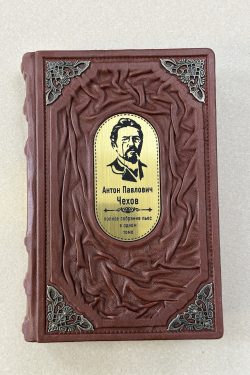 Антон Павлович
Чехов
полное собрание пьес
в одном
томе